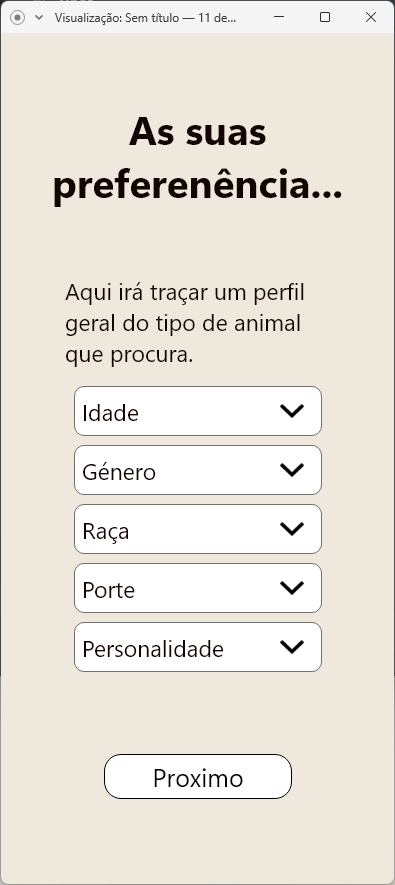 Visualização: Sem título — 11 de...
As suas
preferenência...
Aqui irá traçar um perfil
geral do tipo de animal
que procura.
Idade
Género
Raça
Porte
Personalidade
Proximo